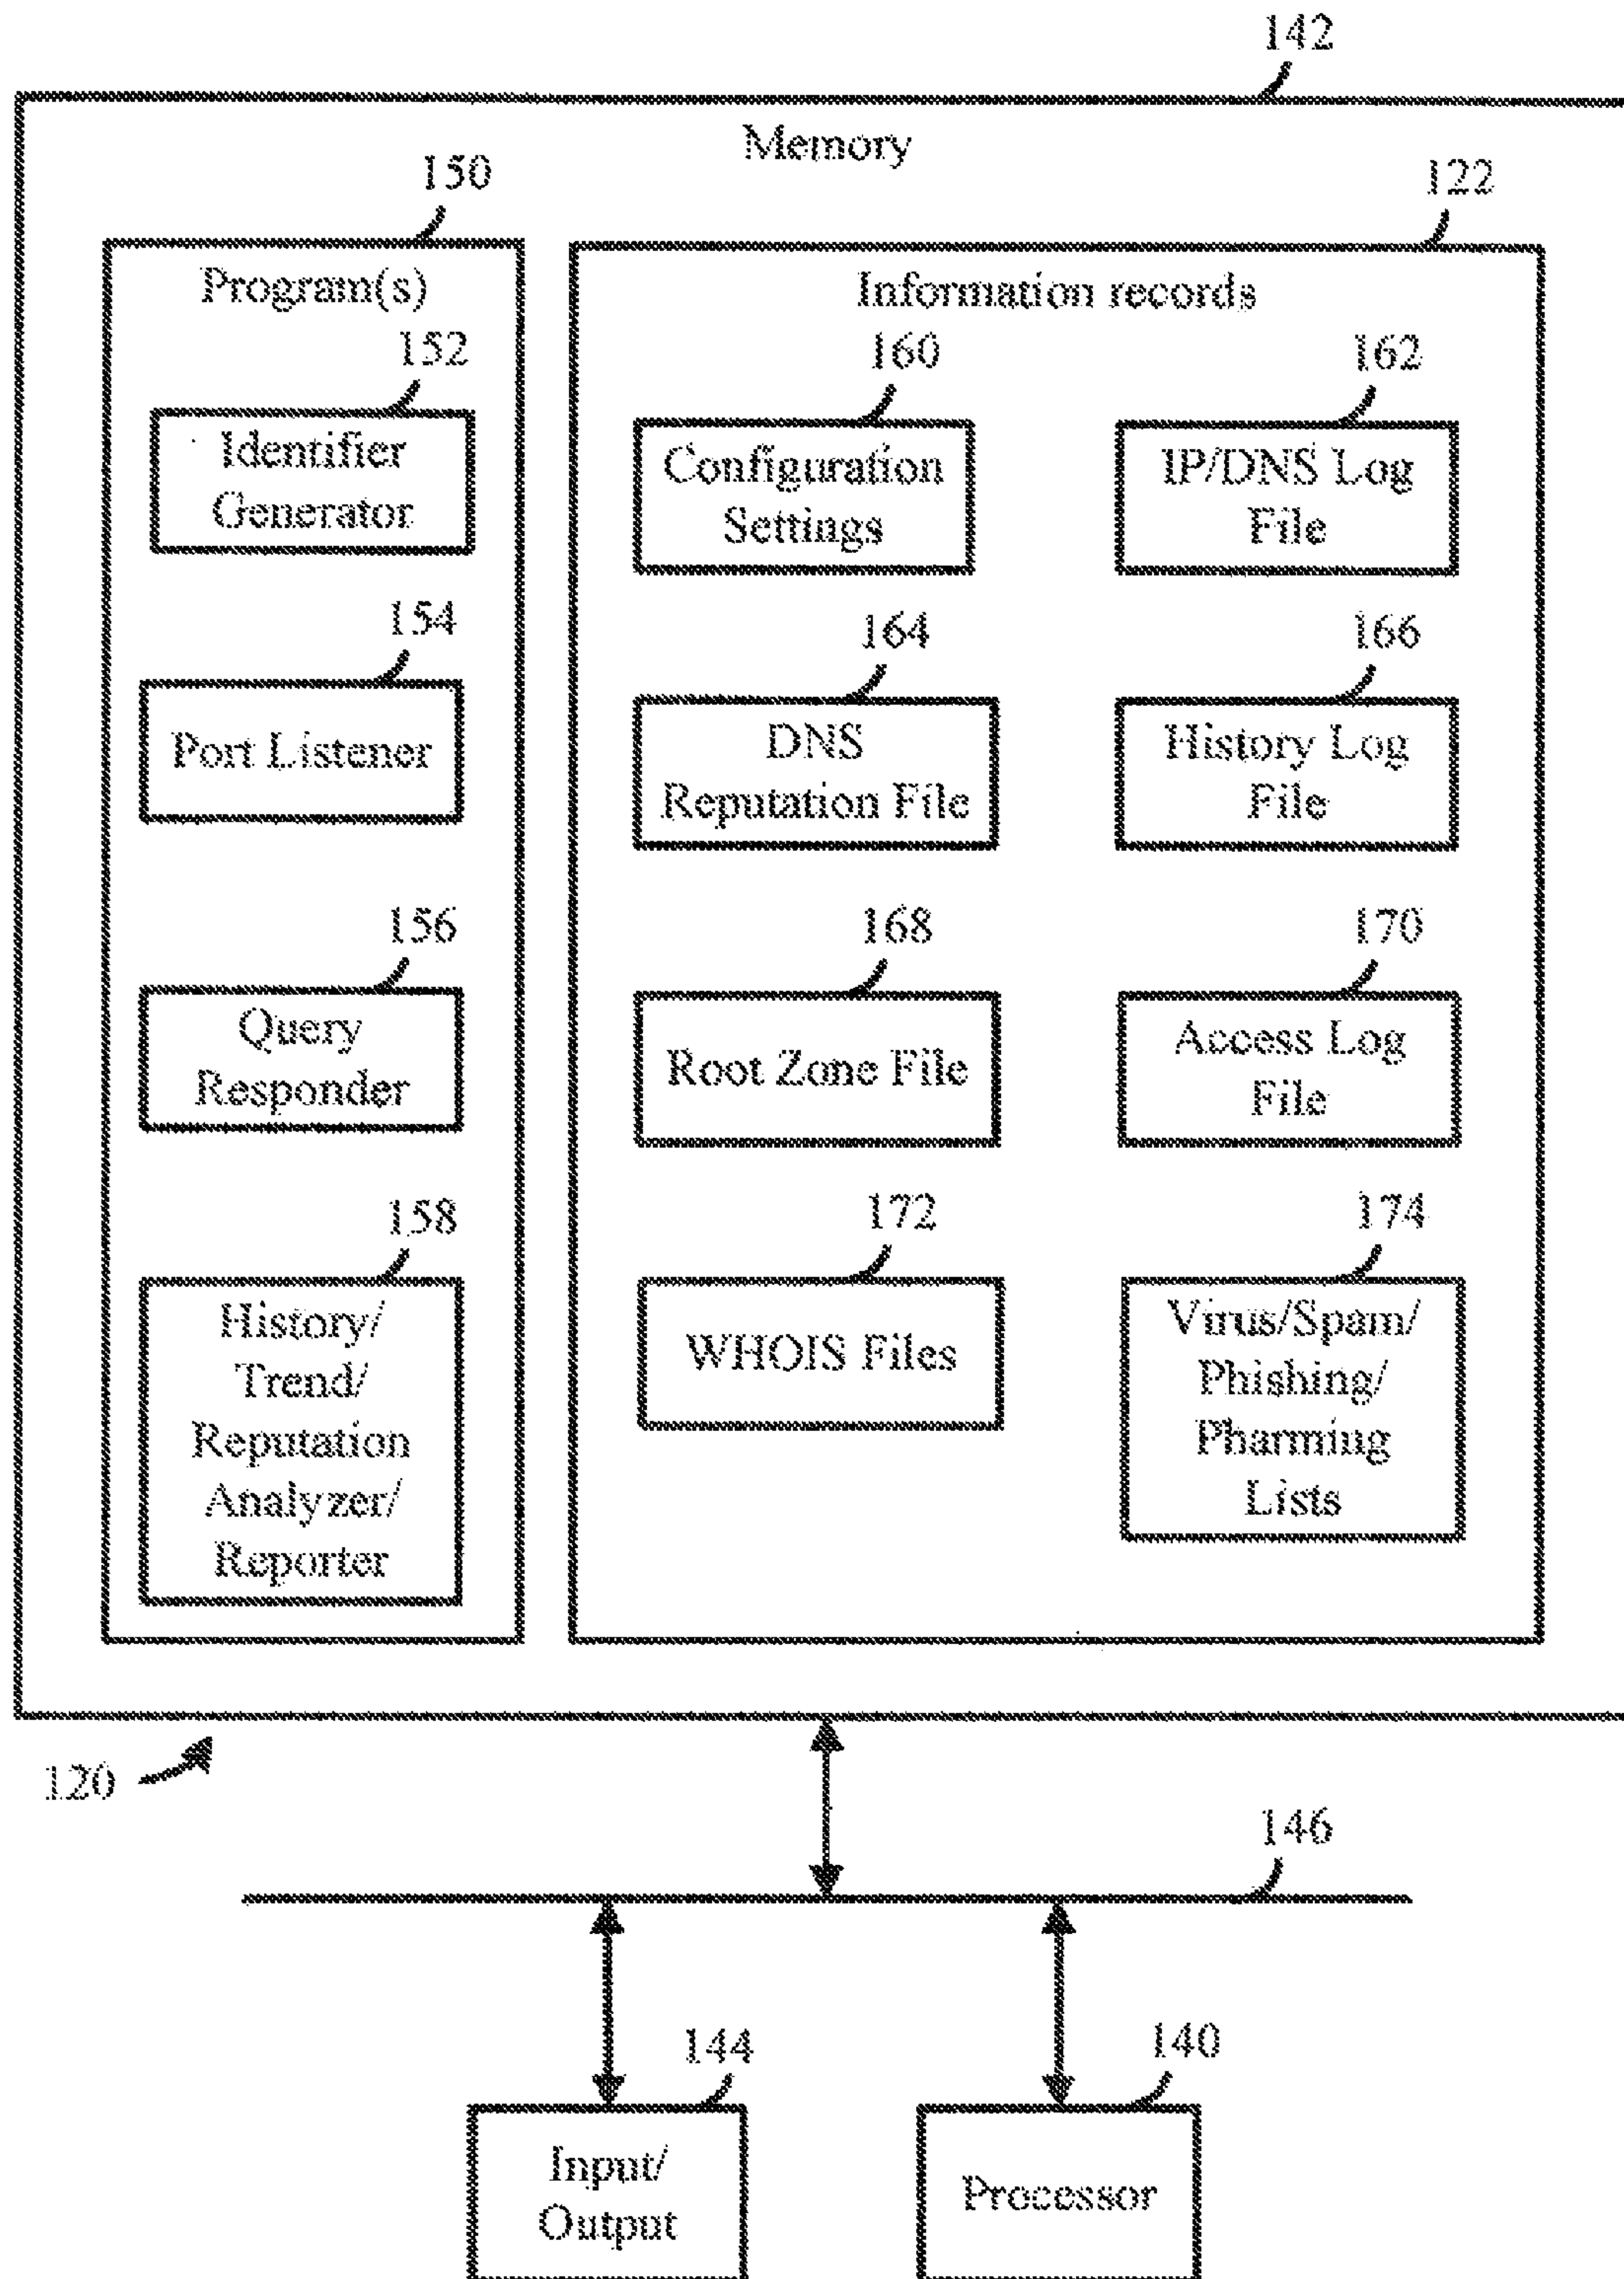 142
Memory
150
122
Program(s)
Information records
152
160
162
Identifier
Generator
Configuration
Settings
IP/DNS Log
File
154
164
166
Port Listener
DNS
Reputation File
History Log
File
156
168
170
Query
Responder
Root Zone File
Access Log
File
158
172
174
History/
Trend/
Reputation
Analyzer/
Reporter
WHOIS Files
Virus/Spam/
Phishing/
Pharming
Lists
120
146
144
140
Input/
Output
Processor